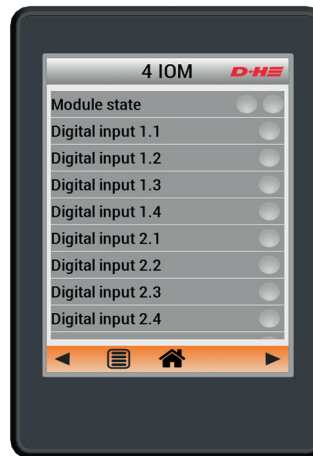 4 IOM D+H
Module state
Digital input 1.1
Digital input 1.2
Digital input 1.3
Digital input 1.4
Digital input 2.1
Digital input 2.2
Digital input 2.3
Digital input 2.4